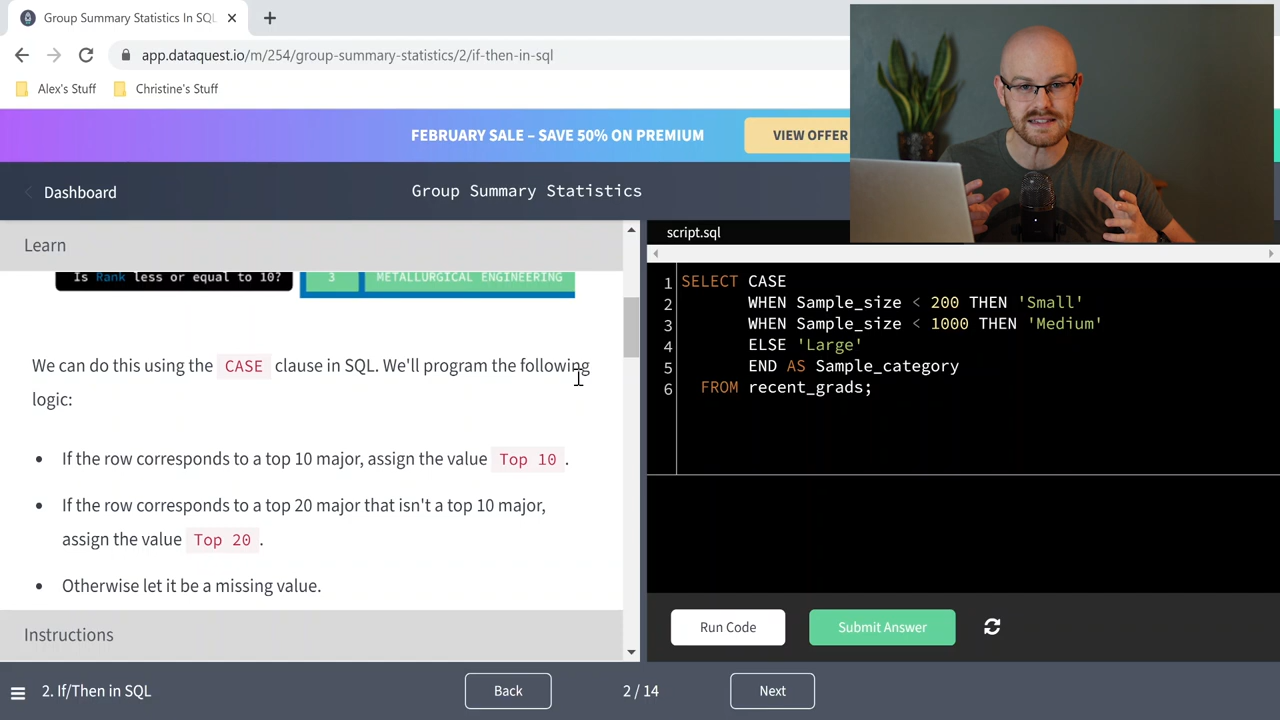 Group Summary Statistics In SQL
app.dataquest.io/m/254/group-summary-statistics/2/if-then-in-sql
Alex's Stuff
Christine's Stuff
FEBRUARY SALE – SAVE 50% ON PREMIUM
VIEW OFFER
Dashboard
Group Summary Statistics
Learn
Is Rank less or equal to 10?
3
METALLURGICAL ENGINEERING
We can do this using the CASE clause in SQL. We'll program the following
logic:
If the row corresponds to a top 10 major, assign the value Top 10 .
If the row corresponds to a top 20 major that isn't a top 10 major,
assign the value Top 20 .
Otherwise let it be a missing value.
Instructions
script.sql
1 SELECT CASE
2 WHEN Sample_size < 200 THEN 'Small'
3 WHEN Sample_size < 1000 THEN 'Medium'
4 ELSE 'Large'
5 END AS Sample_category
6 FROM recent_grads;
Run Code
Submit Answer
2. If/Then in SQL
Back
2 / 14
Next